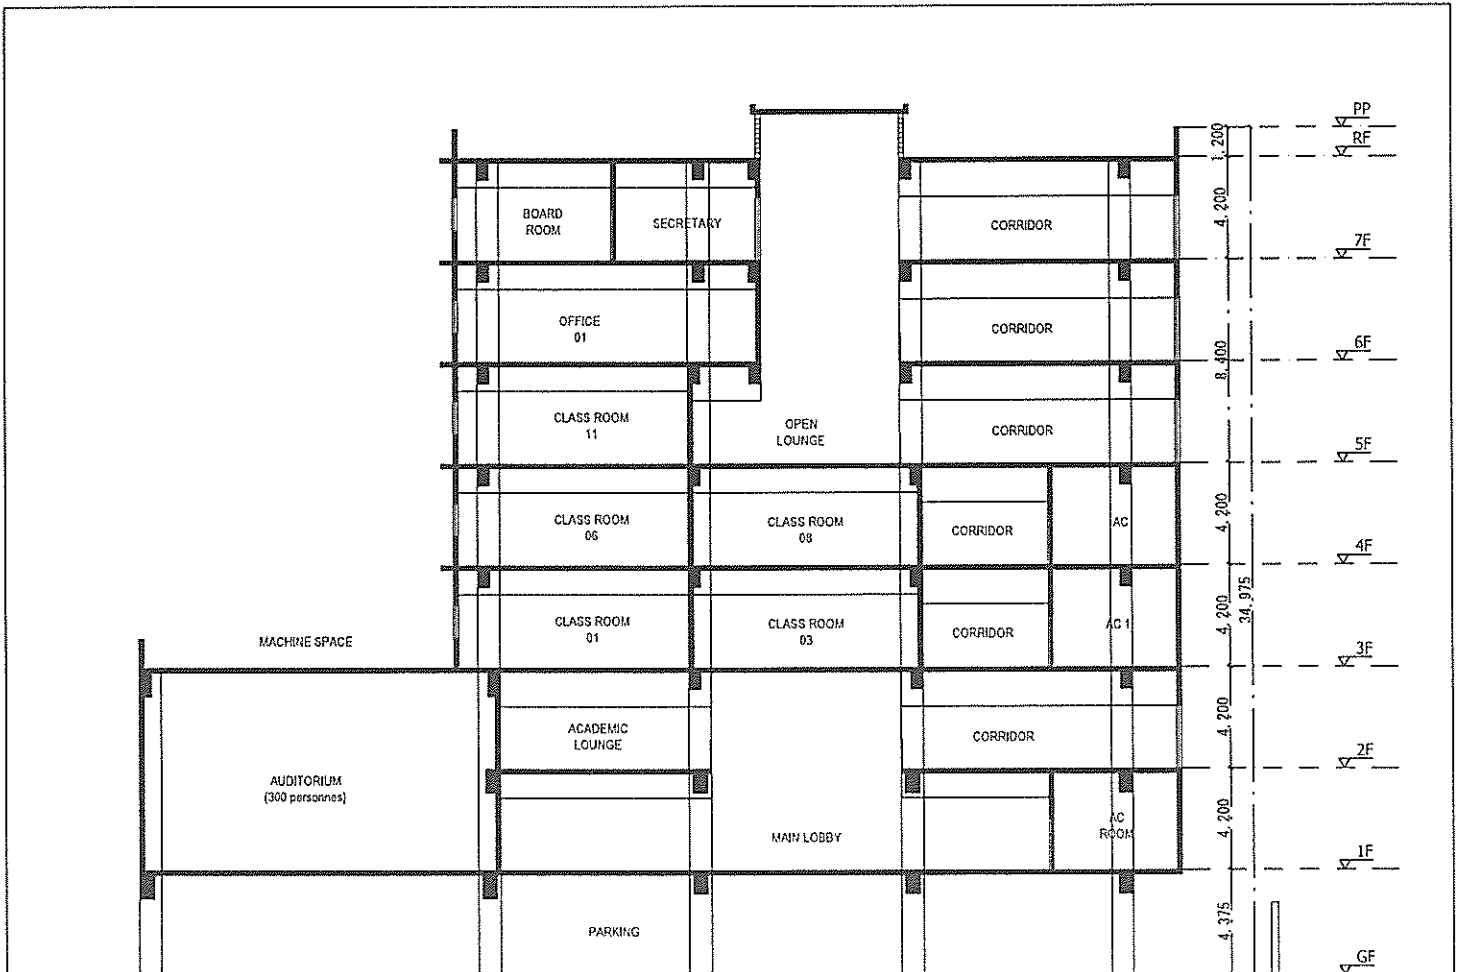 PP
1,200
RF
4,200
BOARD
ROOM
SECRETARY
CORRIDOR
7F
OFFICE
01
CORRIDOR
6F
8,400
CLASS ROOM
11
OPEN
LOUNGE
CORRIDOR
5F
CLASS ROOM
06
CLASS ROOM
08
CORRIDOR
AC
4,200
4F
34,975
CLASS ROOM
01
CLASS ROOM
03
CORRIDOR
AC 1
4,200
MACHINE SPACE
3F
ACADEMIC
LOUNGE
CORRIDOR
4,200
2F
AUDITORIUM
(300 personnes)
MAIN LOBBY
AC
ROOM
4,200
1F
PARKING
4,375
GF